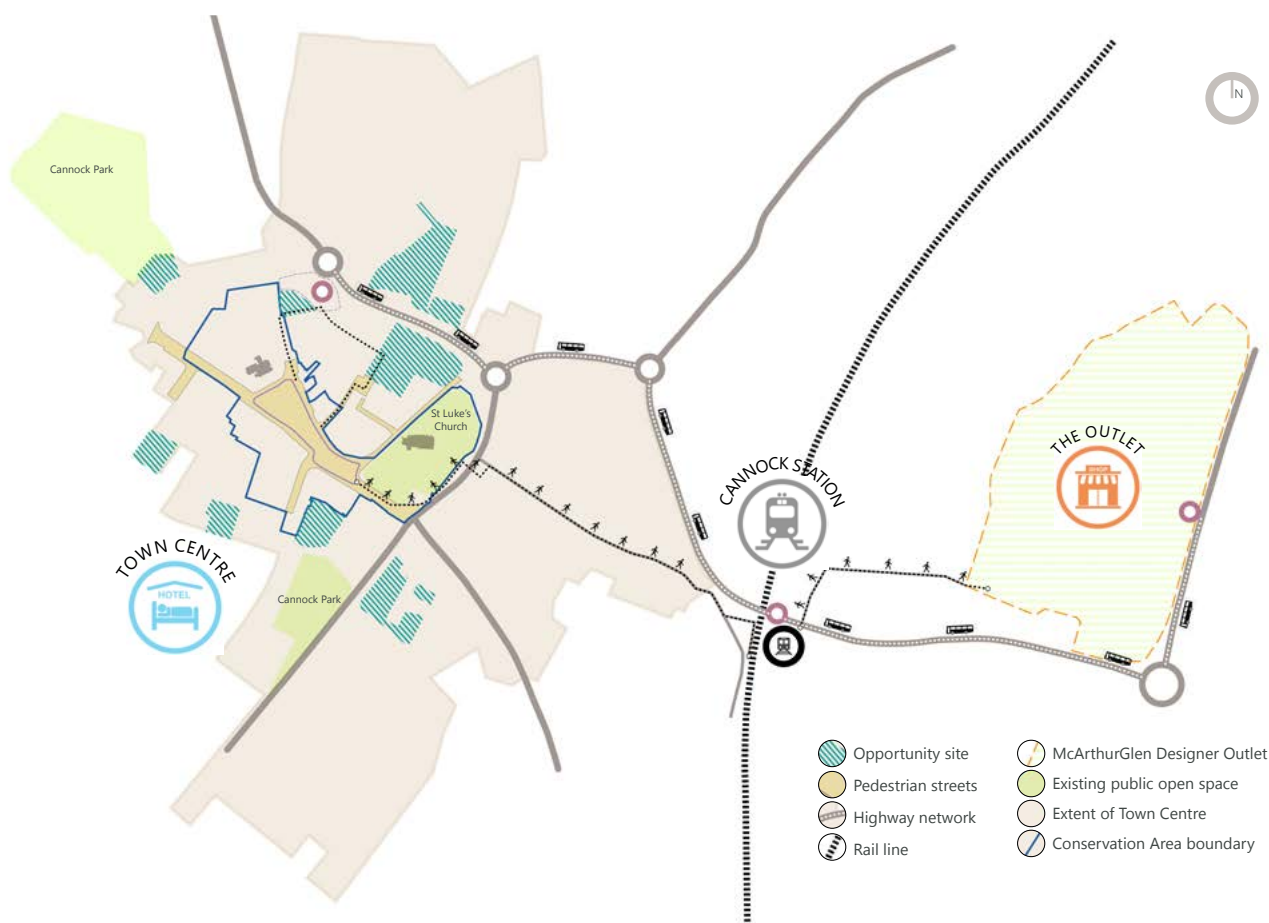 N
Cannock Park
St Luke's
Church
THE OUTLET
SHOP
CANNOCK STATION
TOWN CENTRE
HOTEL
Cannock Park
Opportunity site
Pedestrian streets
Highway network
Rail line
McArthurGlen Designer Outlet
Existing public open space
Extent of Town Centre
Conservation Area boundary